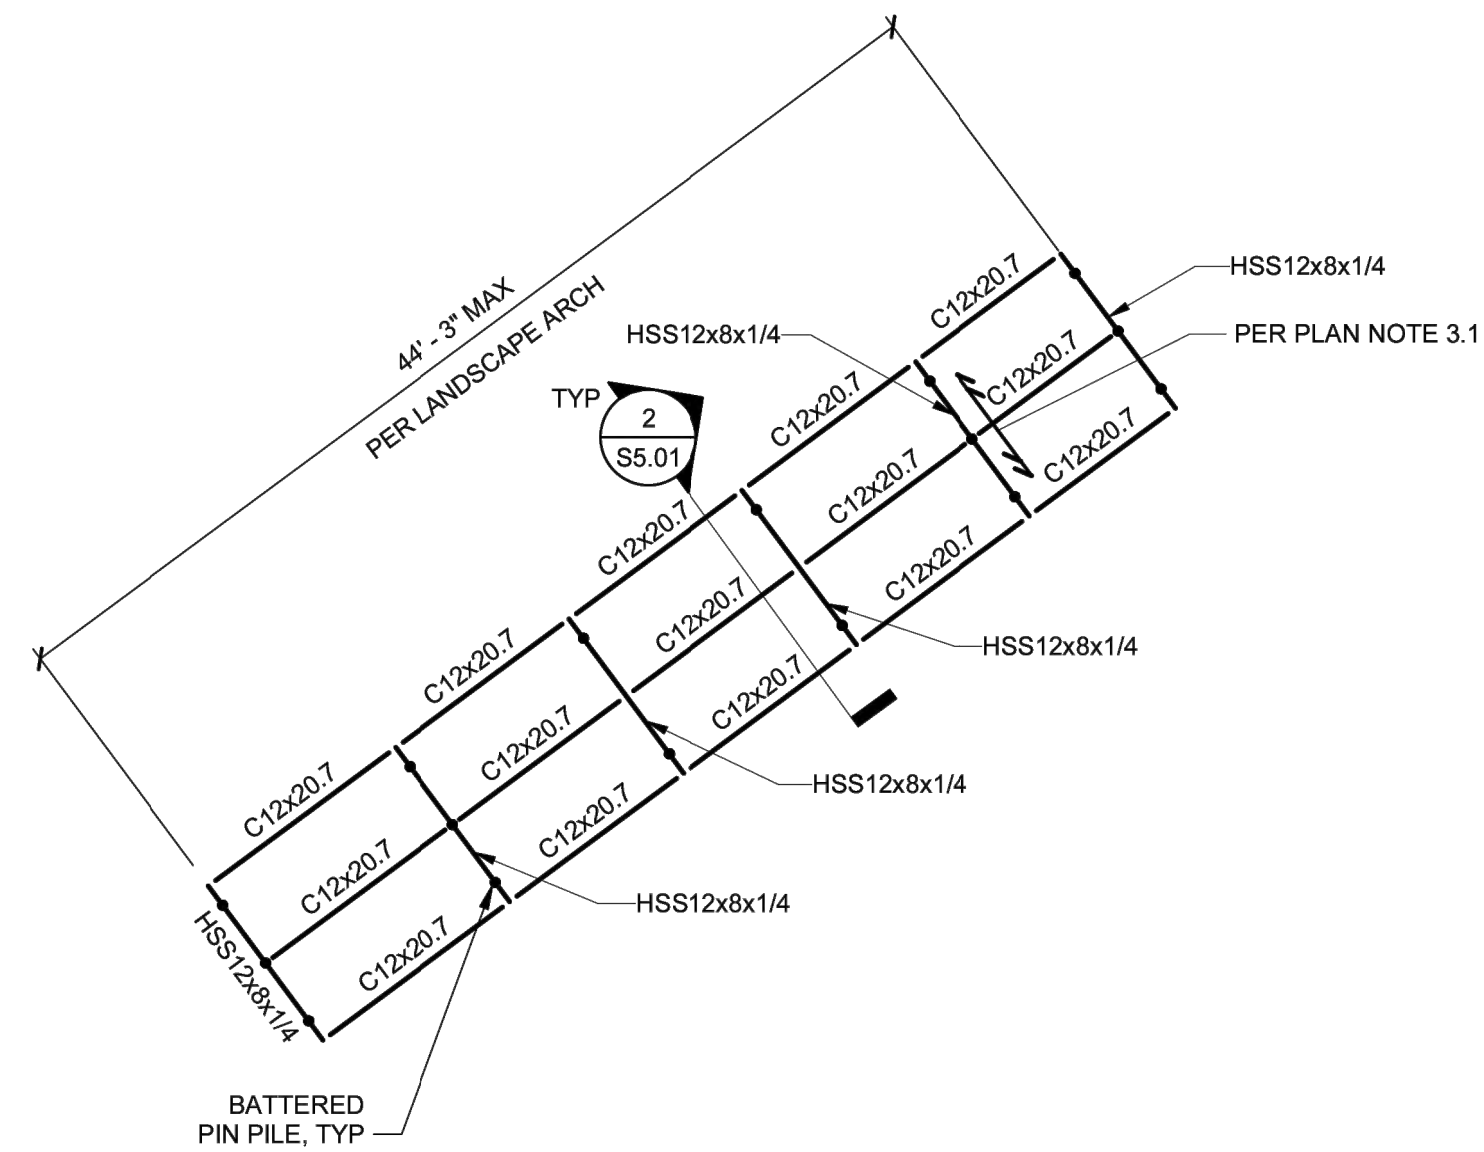 44' - 3" MAX
PER LANDSCAPE ARCH
C12x20.7
HSS12x8x1/4
HSS12x8x1/4
PER PLAN NOTE 3.1
C12x20.7
C12x20.7
TYP
2
S5.01
C12x20.7
C12x20.7
C12x20.7
C12x20.7
C12x20.7
C12x20.7
HSS12x8x1/4
C12x20.7
C12x20.7
C12x20.7
HSS12x8x1/4
C12x20.7
C12x20.7
C12x20.7
HSS12x8x1/4
HSS12x8x1/4
C12x20.7
BATTERED
PIN PILE, TYP